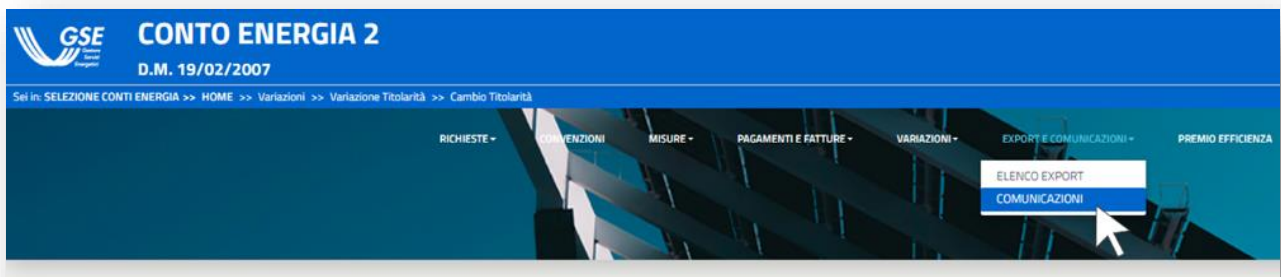 GSE
Gestore
Servizi
Energetici
CONTO ENERGIA 2
D.M. 19/02/2007
Sei in: SELEZIONE CONTI ENERGIA >> HOME >> Variazioni >> Variazione Titolarità >> Cambio Titolarità
RICHIESTE CONVENZIONI MISURE PAGAMENTI E FATTURE VARIAZIONI EXPORT E COMUNICAZIONI PREMIO EFFICIENZA
ELENCO EXPORT
COMUNICAZIONI